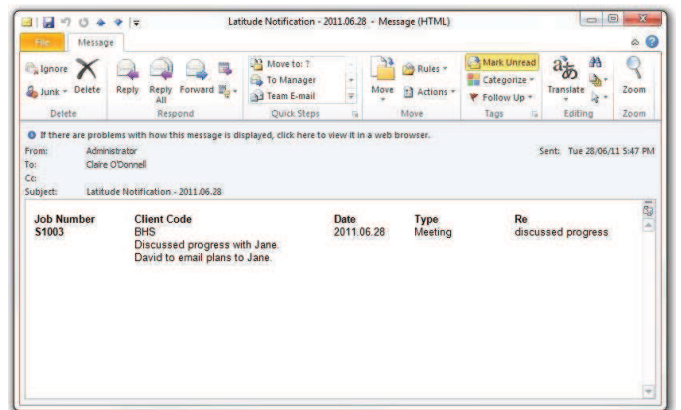 Latitude Notification - 2011.06.28 - Message (HTML)
File Message
Ignore
Junk
Delete
Delete
Reply
Reply All
Forward
Respond
Move to: ?
To Manager
Team E-mail
Quick Steps
Move
Rules
Actions
Move
Mark Unread
Categorize
Follow Up
Tags
Translate
Editing
Zoom
Zoom
If there are problems with how this message is displayed, click here to view it in a web browser.
From: Administrator Sent: Tue 28/06/11 5:47 PM
To: Claire O'Donnell
Cc:
Subject: Latitude Notification - 2011.06.28
Job Number Client Code Date Type Re
S1003 BHS 2011.06.28 Meeting discussed progress
Discussed progress with Jane.
David to email plans to Jane.